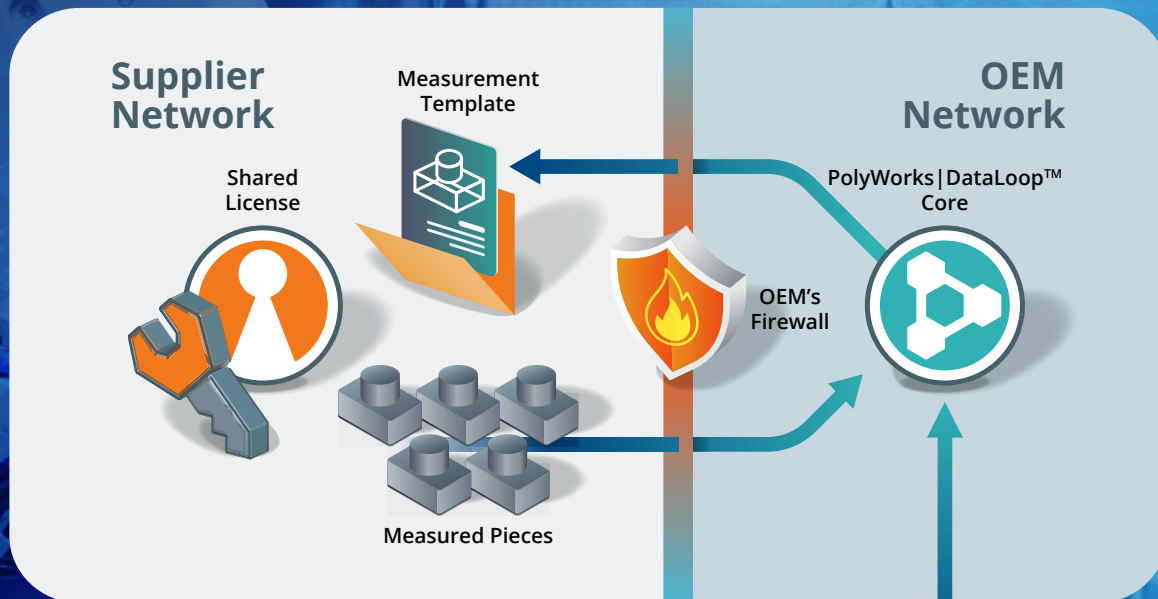 Supplier
Network
Measurement
Template
Shared
License
Measured Pieces
OEM
Network
PolyWorks|DataLoop™
Core
OEM’s
Firewall